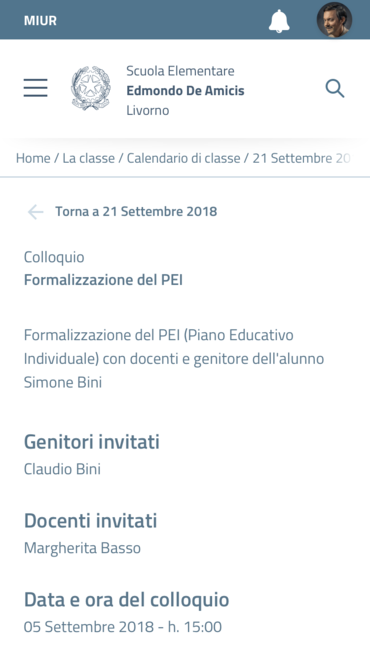 MIUR
Scuola Elementare
Edmondo De Amicis
Livorno
Home / La classe / Calendario di classe / 21 Settembre 20
Torna a 21 Settembre 2018
Colloquio
Formalizzazione del PEI
Formalizzazione del PEI (Piano Educativo
Individuale) con docenti e genitore dell'alunno
Simone Bini
Genitori invitati
Claudio Bini
Docenti invitati
Margherita Basso
Data e ora del colloquio
05 Settembre 2018 - h. 15:00